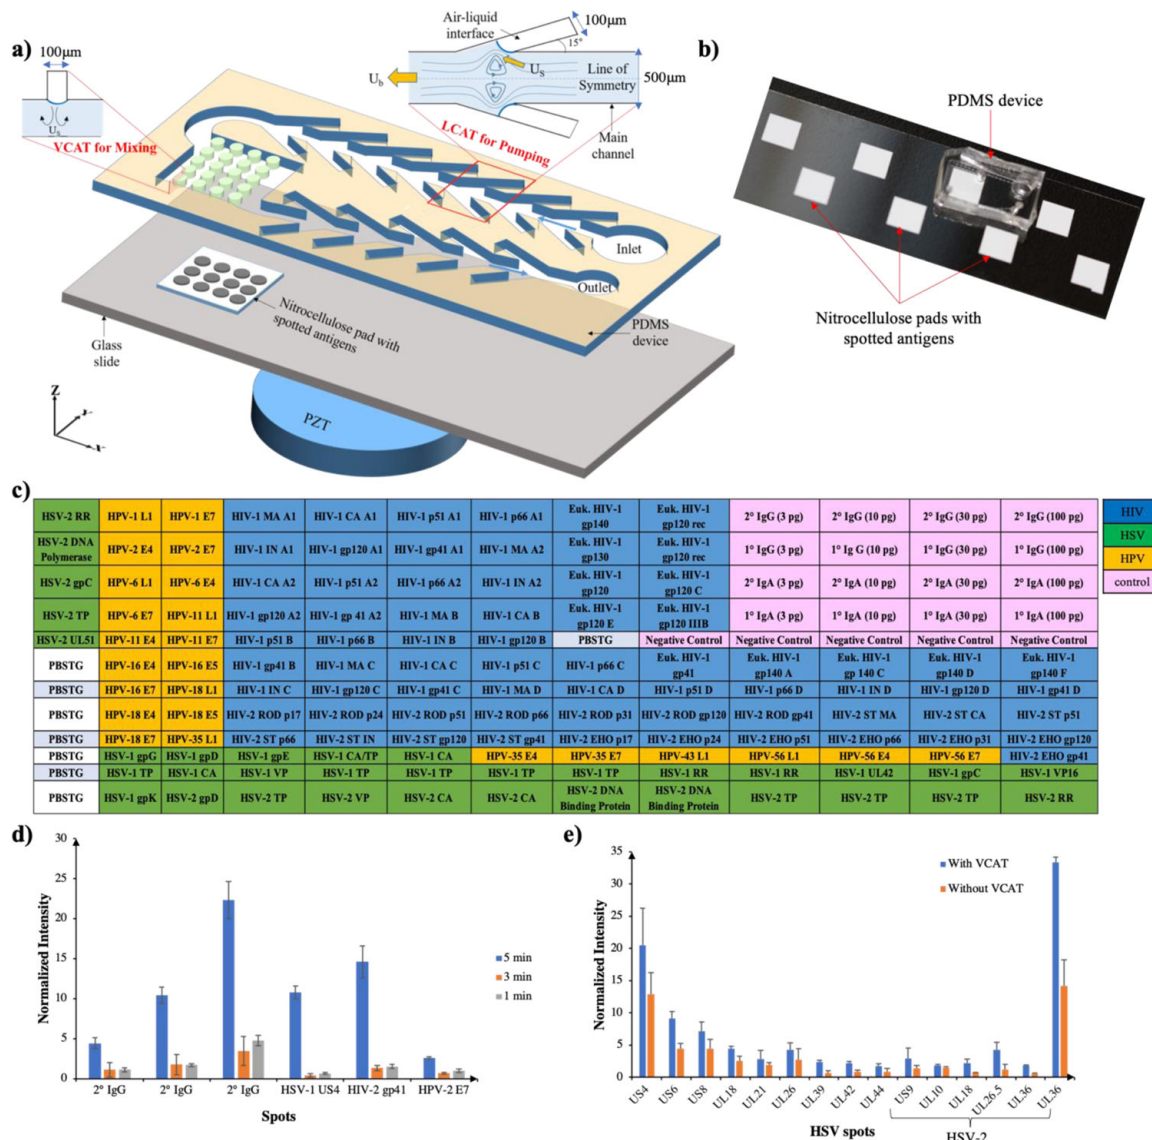 a)
100μm
Us
VCAT for Mixing
Air-liquid
interface
100μm
15°
Ub
Us
Line of
Symmetry
500μm
Main
channel
LCAT for Pumping
Inlet
Outlet
Nitrocellulose pad with
spotted antigens
PDMS
device
Glass
slide
PZT
Z
Y
X
b)
PDMS device
Nitrocellulose pads with
spotted antigens
c)
HSV-2 RR HPV-1 L1 HPV-1 E7 HIV-1 MA A1 HIV-1 CA A1 HIV-1 p51 A1 HIV-1 p66 A1 Euk. HIV-1 gp140 Euk. HIV-1 gp120 rec 2° IgG (3 pg) 2° IgG (10 pg) 2° IgG (30 pg) 2° IgG (100 pg)
HSV-2 DNA Polymerase HPV-2 E4 HPV-2 E7 HIV-1 IN A1 HIV-1 gp120 A1 HIV-1 gp41 A1 HIV-1 MA A2 Euk. HIV-1 gp130 Euk. HIV-1 gp120 rec 1° IgG (3 pg) 1° Ig G (10 pg) 1° IgG (30 pg) 1° IgG (100 pg)
HSV-2 gpC HPV-6 L1 HPV-6 E4 HIV-1 CA A2 HIV-1 p51 A2 HIV-1 p66 A2 HIV-1 IN A2 Euk. HIV-1 gp120 Euk. HIV-1 gp120 C 2° IgA (3 pg) 2° IgA (10 pg) 2° IgA (30 pg) 2° IgA (100 pg)
HSV-2 TP HPV-6 E7 HPV-11 L1 HIV-1 gp120 A2 HIV-1 gp 41 A2 HIV-1 MA B HIV-1 CA B Euk. HIV-1 gp120 E Euk. HIV-1 gp120 IIIB 1° IgA (3 pg) 1° IgA (10 pg) 1° IgA (30 pg) 1° IgA (100 pg)
HSV-2 UL51 HPV-11 E4 HPV-11 E7 HIV-1 p51 B HIV-1 p66 B HIV-1 IN B HIV-1 gp120 B PBSTG Negative Control Negative Control Negative Control Negative Control Negative Control
PBSTG HPV-16 E4 HPV-16 E5 HIV-1 gp41 B HIV-1 MA C HIV-1 CA C HIV-1 p51 C HIV-1 p66 C Euk. HIV-1 gp41 Euk. HIV-1 gp140 A Euk. HIV-1 gp 140 C Euk. HIV-1 gp140 D Euk. HIV-1 gp140 F
PBSTG HPV-16 E7 HPV-18 L1 HIV-1 IN C HIV-1 gp120 C HIV-1 gp41 C HIV-1 MA D HIV-1 CA D HIV-1 p51 D HIV-1 p66 D HIV-1 IN D HIV-1 gp120 D HIV-1 gp41 D
PBSTG HPV-18 E4 HPV-18 E5 HIV-2 ROD p17 HIV-2 ROD p24 HIV-2 ROD p51 HIV-2 ROD p66 HIV-2 ROD p31 HIV-2 ROD gp120 HIV-2 ROD gp41 HIV-2 ST MA HIV-2 ST CA HIV-2 ST p51
PBSTG HPV-18 E7 HPV-35 L1 HIV-2 ST p66 HIV-2 ST IN HIV-2 ST gp120 HIV-2 ST gp41 HIV-2 EHO p17 HIV-2 EHO p24 HIV-2 EHO p51 HIV-2 EHO p66 HIV-2 EHO p31 HIV-2 EHO gp120
PBSTG HSV-1 gpG HSV-1 gpD HSV-1 gpE HSV-1 CA/TP HSV-1 CA HPV-35 E4 HPV-35 E7 HPV-43 L1 HPV-56 L1 HPV-56 E4 HPV-56 E7 HIV-2 EHO gp41
PBSTG HSV-1 TP HSV-1 CA HSV-1 VP HSV-1 TP HSV-1 TP HSV-1 TP HSV-1 TP HSV-1 RR HSV-1 RR HSV-1 UL42 HSV-1 gpC HSV-1 VP16
PBSTG HSV-1 gpK HSV-2 gpD HSV-2 TP HSV-2 VP HSV-2 CA HSV-2 CA HSV-2 DNA Binding Protein HSV-2 DNA Binding Protein HSV-2 TP HSV-2 TP HSV-2 TP HSV-2 RR
HIV
HSV
HPV
control
d)
Normalized Intensity
30
25
20
15
10
5
0
5 min
3 min
1 min
2° IgG 2° IgG 2° IgG HSV-1 US4 HIV-2 gp41 HPV-2 E7
Spots
e)
Normalized Intensity
35
30
25
20
15
10
5
0
With VCAT
Without VCAT
US4 US6 US8 UL18 UL21 UL26 UL39 UL42 UL44 US9 UL10 UL18 UL26.5 UL36 UL36
HSV spots
HSV-2